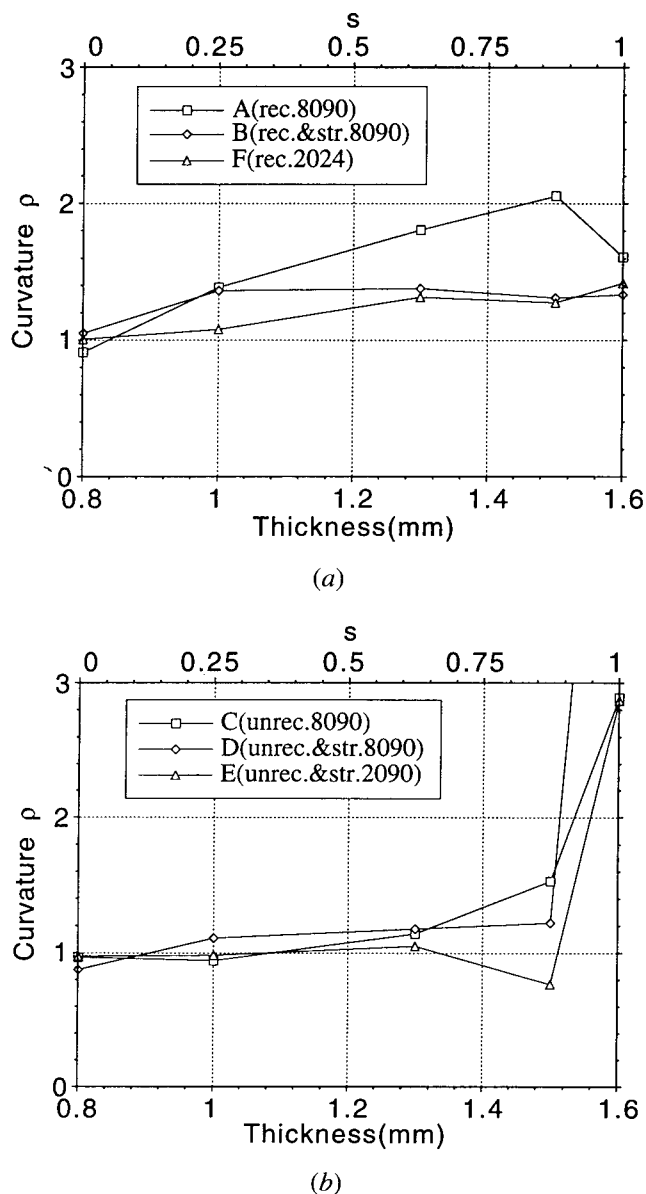 s
0 0.25 0.5 0.75 1
3
A(rec.8090)
B(rec.&str.8090)
F(rec.2024)
2
Curvature ρ
1
0
0.8 1 1.2 1.4 1.6
Thickness(mm)
(a)
s
0 0.25 0.5 0.75 1
3
C(unrec.8090)
D(unrec.&str.8090)
E(unrec.&str.2090)
2
Curvature ρ
1
0
0.8 1 1.2 1.4 1.6
Thickness(mm)
(b)